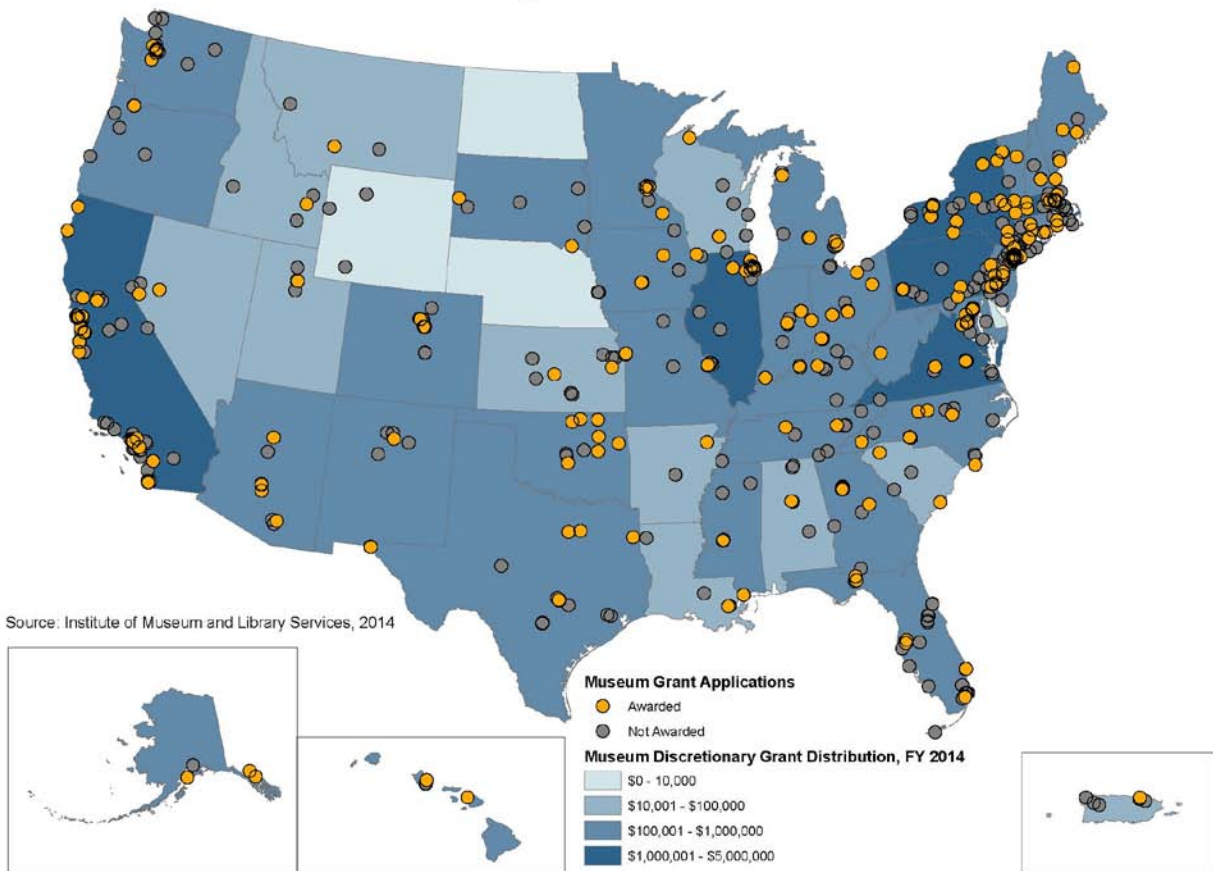 Source: Institute of Museum and Library Services, 2014
Museum Grant Applications
Awarded
Not Awarded
Museum Discretionary Grant Distribution, FY 2014
$0 - 10,000
$10,001 - $100,000
$100,001 - $1,000,000
$1,000,001 - $5,000,000